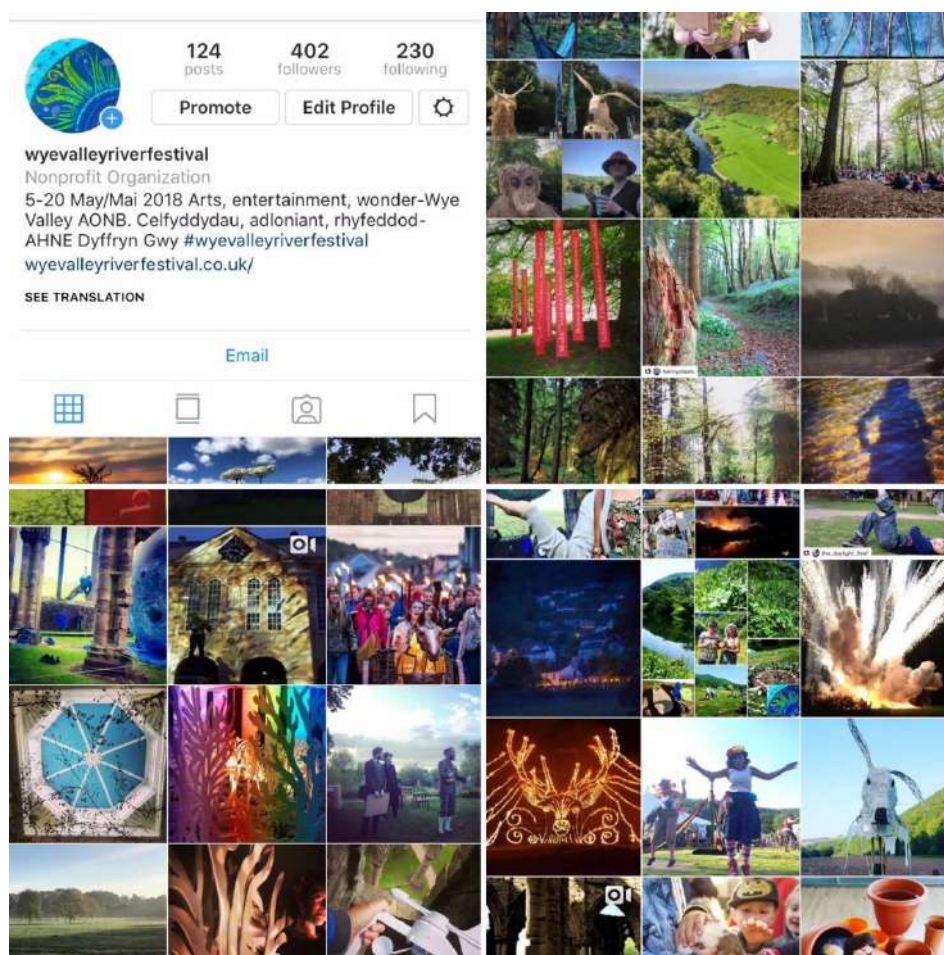 124 402 230
posts followers following
Promote Edit Profile
wyevalleyriverfestival
Nonprofit Organization
5-20 May/Mai 2018 Arts, entertainment, wonder-Wye
Valley AONB. Celfyddydau, adloniant, rhyfeddod-
AHNE Dyffryn Gwy #wyevalleyriverfestival
wyevalleyriverfestival.co.uk/
SEE TRANSLATION
Email